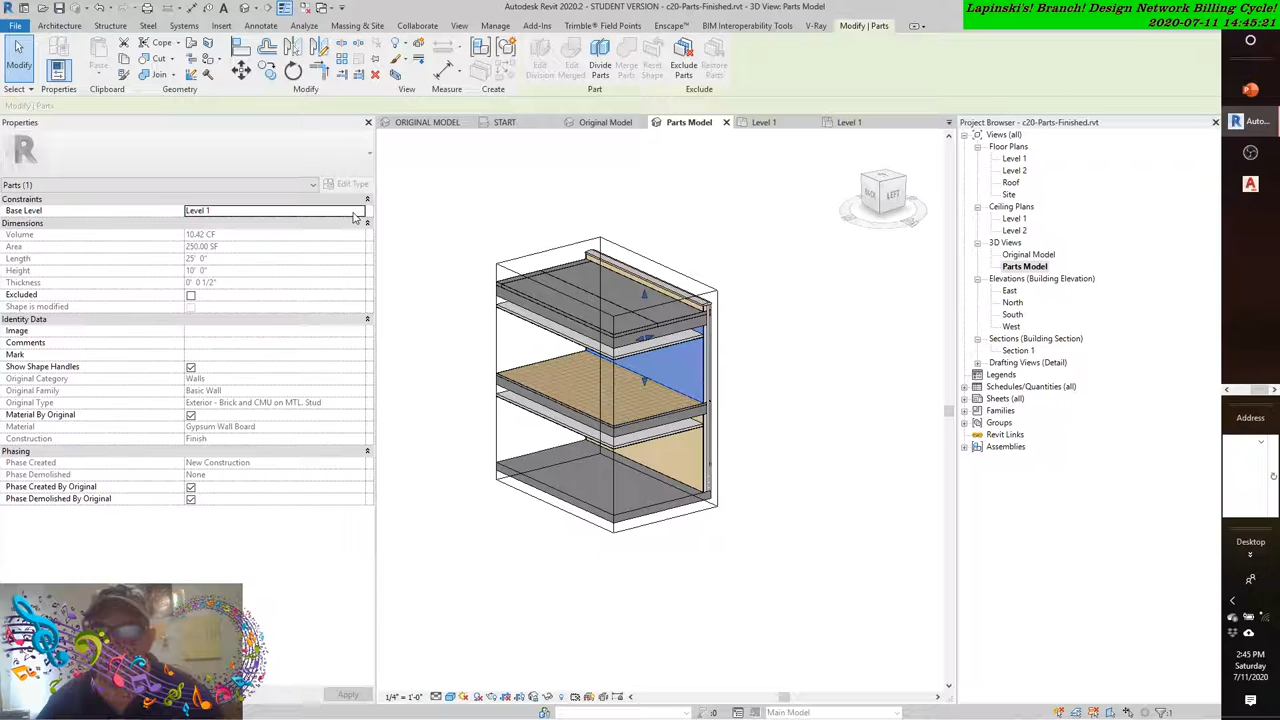 Autodesk Revit 2020.2 - STUDENT VERSION - c20-Parts-Finished.rvt - 3D View: Parts Model
Lapinski's! Branch! Design Network Billing Cycle!
2020-07-11 14:45:21
File Architecture Structure Steel Systems Insert Annotate Analyze Massing & Site Collaborate View Manage Add-Ins Trimble® Field Points Enscape™ BIM Interoperability Tools V-Ray Modify | Parts
Modify Paste Cope Cut Join Edit Division Edit Merged Divide Parts Merge Parts Reset Shape Exclude Parts Restore Parts
Select Properties Clipboard Geometry Modify View Measure Create Part Exclude
Modify | Parts
Properties
ORIGINAL MODEL START Original Model Parts Model Level 1 Level 1
Project Browser - c20-Parts-Finished.rvt
Parts (1) Edit Type
Constraints
Base Level Level 1
Dimensions
Volume 10.42 CF
Area 250.00 SF
Length 25' 0"
Height 10' 0"
Thickness 0' 0 1/2"
Excluded
Shape is modified
Identity Data
Image
Comments
Mark
Show Shape Handles
Original Category Walls
Original Family Basic Wall
Original Type Exterior - Brick and CMU on MTL. Stud
Material By Original
Material Gypsum Wall Board
Construction Finish
Phasing
Phase Created New Construction
Phase Demolished None
Phase Created By Original
Phase Demolished By Original
Apply
BACK LEFT
Views (all)
Floor Plans
Level 1
Level 2
Roof
Site
Ceiling Plans
Level 1
Level 2
3D Views
Original Model
Parts Model
Elevations (Building Elevation)
East
North
South
West
Sections (Building Section)
Section 1
Drafting Views (Detail)
Legends
Schedules/Quantities (all)
Sheets (all)
Families
Groups
Revit Links
Assemblies
1/4" = 1'-0"
:0 Main Model :1
Auto...
Address
Desktop
2:45 PM
Saturday
7/11/2020